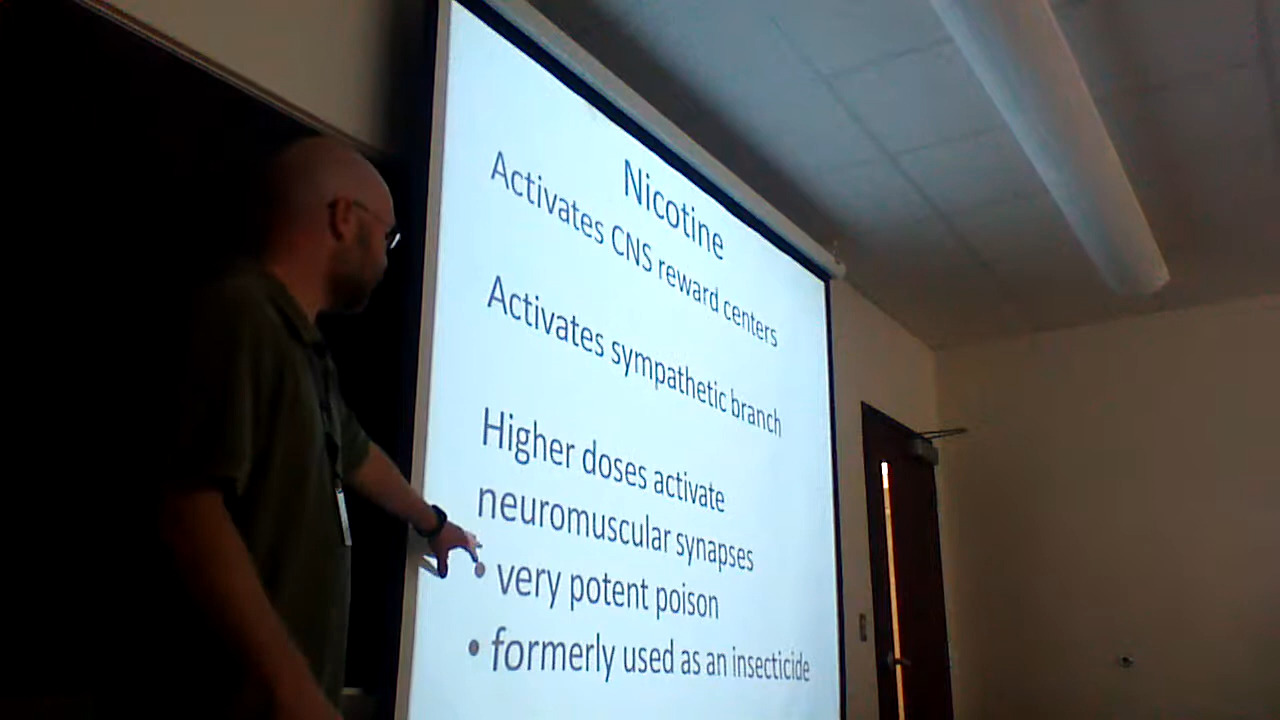 Nicotine
Activates CNS reward centers
Activates sympathetic branch
Higher doses activate
neuromuscular synapses
• very potent poison
• formerly used as an insecticide